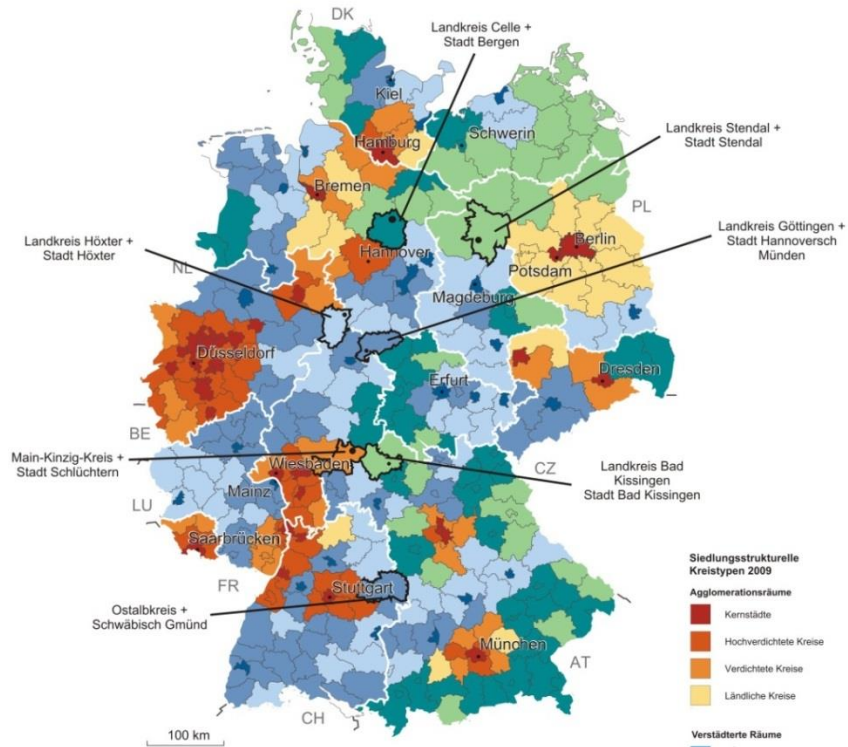 DK
Landkreis Celle +
Stadt Bergen
Kiel
Schwerin
Hamburg
Landkreis Stendal +
Stadt Stendal
Bremen
PL
Landkreis Höxter +
Stadt Höxter
NL
Hannover
Berlin
Potsdam
Landkreis Göttingen +
Stadt Hannoversch
Münden
Magdeburg
Düsseldorf
Erfurt
Dresden
BE
Main-Kinzig-Kreis +
Stadt Schlüchtern
Wiesbaden
CZ
Landkreis Bad
Kissingen
Stadt Bad Kissingen
Mainz
LU
Saarbrücken
FR
Stuttgart
Ostalbkreis +
Schwäbisch Gmünd
München
AT
CH
100 km
Siedlungsstrukturelle
Kreistypen 2009
Agglomerationsräume
Kernstädte
Hochverdichtete Kreise
Verdichtete Kreise
Ländliche Kreise
Verstädterte Räume